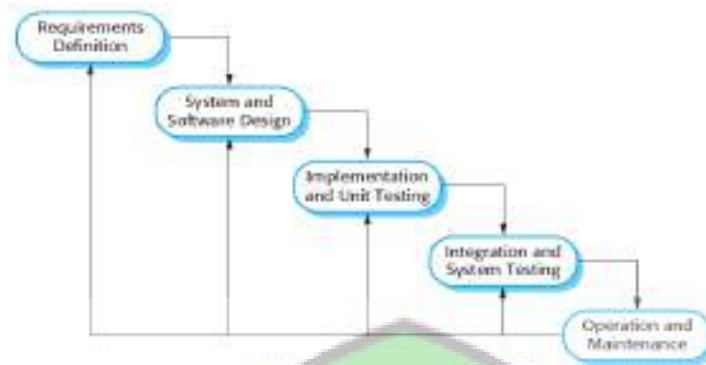 Requirements
Definition
System and
Software Design
Implementation
and Unit Testing
Integration and
System Testing
Operation and
Maintenance